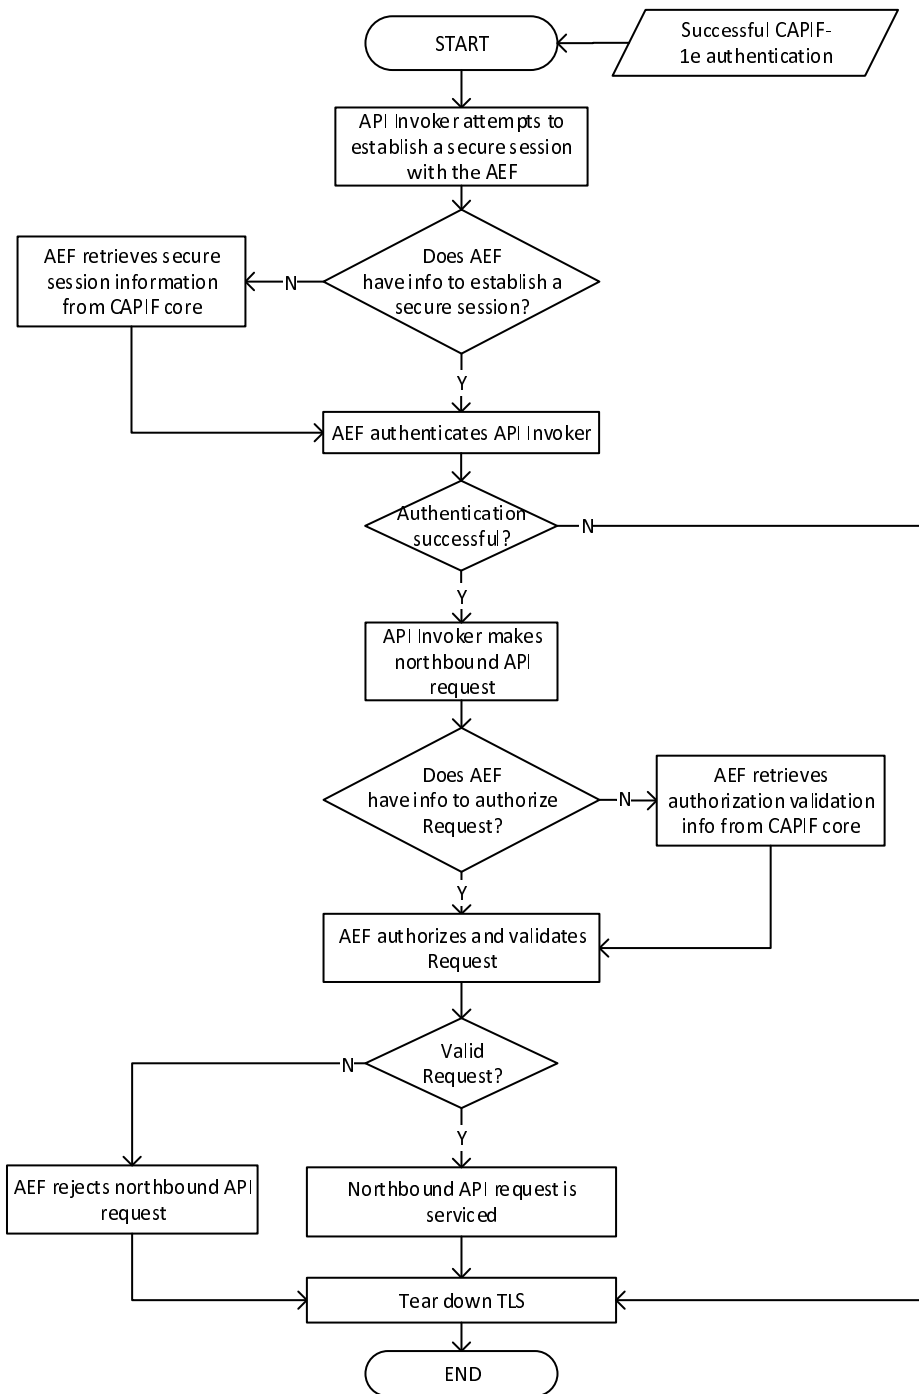 START
Successful CAPIF-
1e authentication
API Invoker attempts to
establish a secure session
with the AEF
Does AEF
have info to establish a
secure session?
N
AEF retrieves secure
session information
from CAPIF core
Y
AEF authenticates API Invoker
Authentication
successful?
N
Y
API Invoker makes
northbound API
request
Does AEF
have info to authorize
Request?
N
AEF retrieves
authorization validation
info from CAPIF core
Y
AEF authorizes and validates
Request
Valid
Request?
N
Y
AEF rejects northbound API
request
Northbound API request is
serviced
Tear down TLS
END